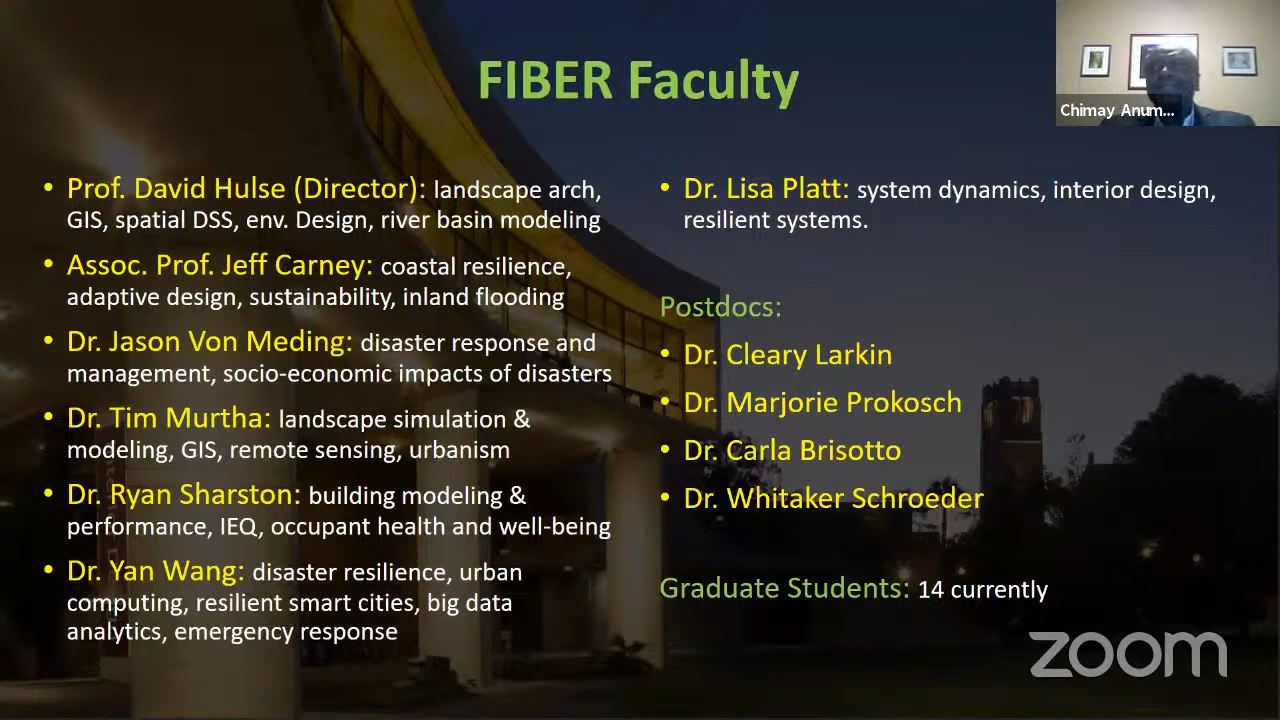 FIBER Faculty
Chimay Anum...
• Prof. David Hulse (Director): landscape arch,
GIS, spatial DSS, env. Design, river basin modeling
• Assoc. Prof. Jeff Carney: coastal resilience,
adaptive design, sustainability, inland flooding
• Dr. Jason Von Meding: disaster response and
management, socio-economic impacts of disasters
• Dr. Tim Murtha: landscape simulation &
modeling, GIS, remote sensing, urbanism
• Dr. Ryan Sharston: building modeling &
performance, IEQ, occupant health and well-being
• Dr. Yan Wang: disaster resilience, urban
computing, resilient smart cities, big data
analytics, emergency response
• Dr. Lisa Platt: system dynamics, interior design,
resilient systems.
Postdocs:
• Dr. Cleary Larkin
• Dr. Marjorie Prokosch
• Dr. Carla Brisotto
• Dr. Whitaker Schroeder
Graduate Students: 14 currently
zoom